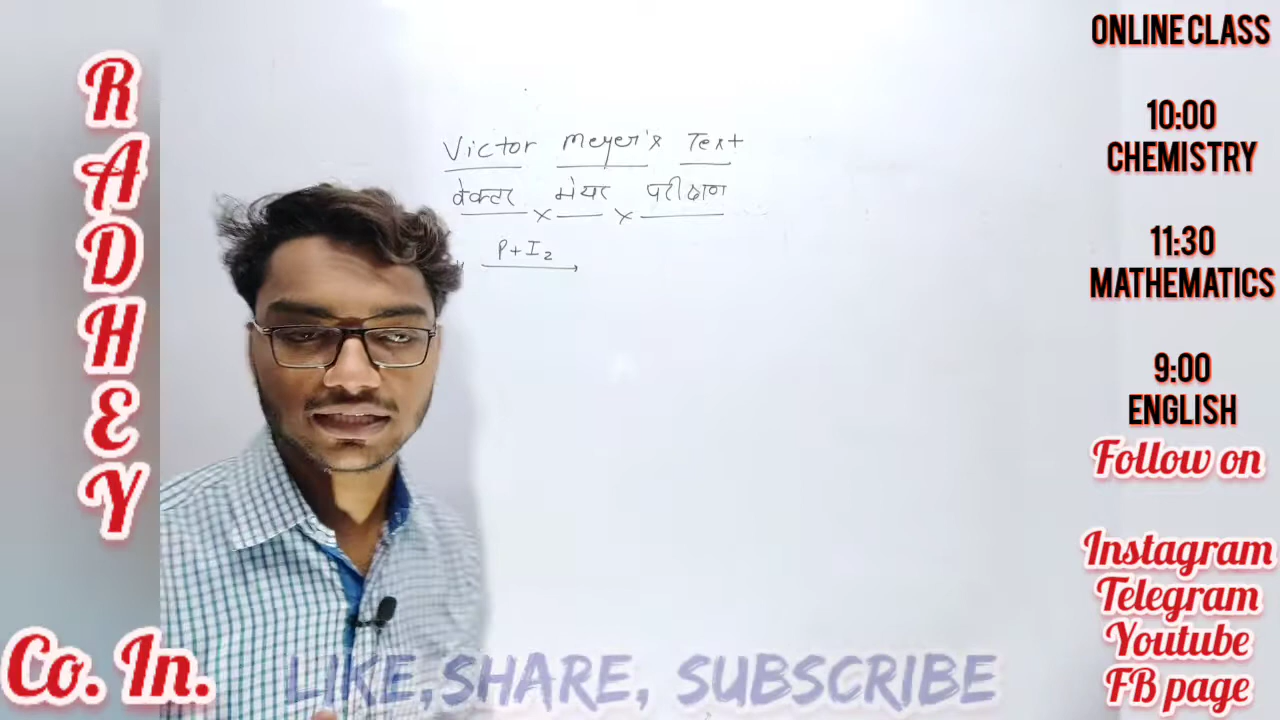 RADHEY
Co. In.
Victor Meyer's Text
वेक्टर मेयर परीक्षण
P+I₂
ONLINE CLASS
10:00
CHEMISTRY
11:30
MATHEMATICS
9:00
ENGLISH
Follow on
Instagram
Telegram
Youtube
FB page
LIKE,SHARE, SUBSCRIBE